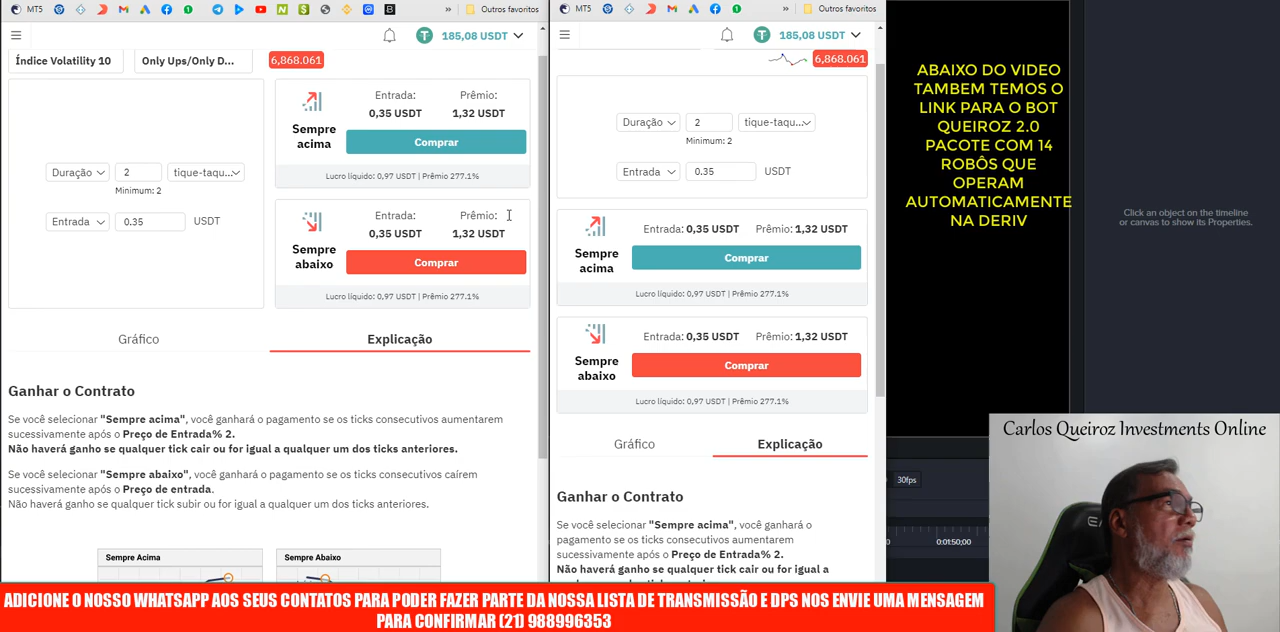 MT5
»
Outros favoritos
185,08 USDT
Índice Volatility 10
Only Ups/Only D...
6,868.061
Duração
2
tique-taqu...
Minimum: 2
Entrada
0.35
USDT
Sempre acima
Entrada:
0,35 USDT
Prêmio:
1,32 USDT
Comprar
Lucro líquido: 0,97 USDT | Prêmio 277.1%
Sempre abaixo
Entrada:
0,35 USDT
Prêmio:
1,32 USDT
Comprar
Lucro líquido: 0,97 USDT | Prêmio 277.1%
Gráfico
Explicação
Ganhar o Contrato
Se você selecionar "Sempre acima", você ganhará o pagamento se os ticks consecutivos aumentarem
sucessivamente após o Preço de Entrada% 2.
Não haverá ganho se qualquer tick cair ou for igual a qualquer um dos ticks anteriores.
Se você selecionar "Sempre abaixo", você ganhará o pagamento se os ticks consecutivos caírem
sucessivamente após o Preço de entrada.
Não haverá ganho se qualquer tick subir ou for igual a qualquer um dos ticks anteriores.
Sempre Acima
Sempre Abaixo
MT5
»
Outros favoritos
185,08 USDT
6,868.061
Duração
2
tique-taqu...
Minimum: 2
Entrada
0.35
USDT
Sempre acima
Entrada: 0,35 USDT
Prêmio: 1,32 USDT
Comprar
Lucro líquido: 0,97 USDT | Prêmio 277.1%
Sempre abaixo
Entrada: 0,35 USDT
Prêmio: 1,32 USDT
Comprar
Lucro líquido: 0,97 USDT | Prêmio 277.1%
Gráfico
Explicação
Ganhar o Contrato
Se você selecionar "Sempre acima", você ganhará o
pagamento se os ticks consecutivos aumentarem
sucessivamente após o Preço de Entrada% 2.
Não haverá ganho se qualquer tick cair ou for igual a
ABAIXO DO VIDEO
TAMBEM TEMOS O
LINK PARA O BOT
QUEIROZ 2.0
PACOTE COM 14
ROBÔS QUE
OPERAM
AUTOMATICAMENTE
NA DERIV
Click an object on the timeline
or canvas to show its Properties.
Carlos Queiroz Investments Online
30fps
0:01:50;00
ADICIONE O NOSSO WHATSAPP AOS SEUS CONTATOS PARA PODER FAZER PARTE DA NOSSA LISTA DE TRANSMISSÃO E DPS NOS ENVIE UMA MENSAGEM
PARA CONFIRMAR (21) 988996353